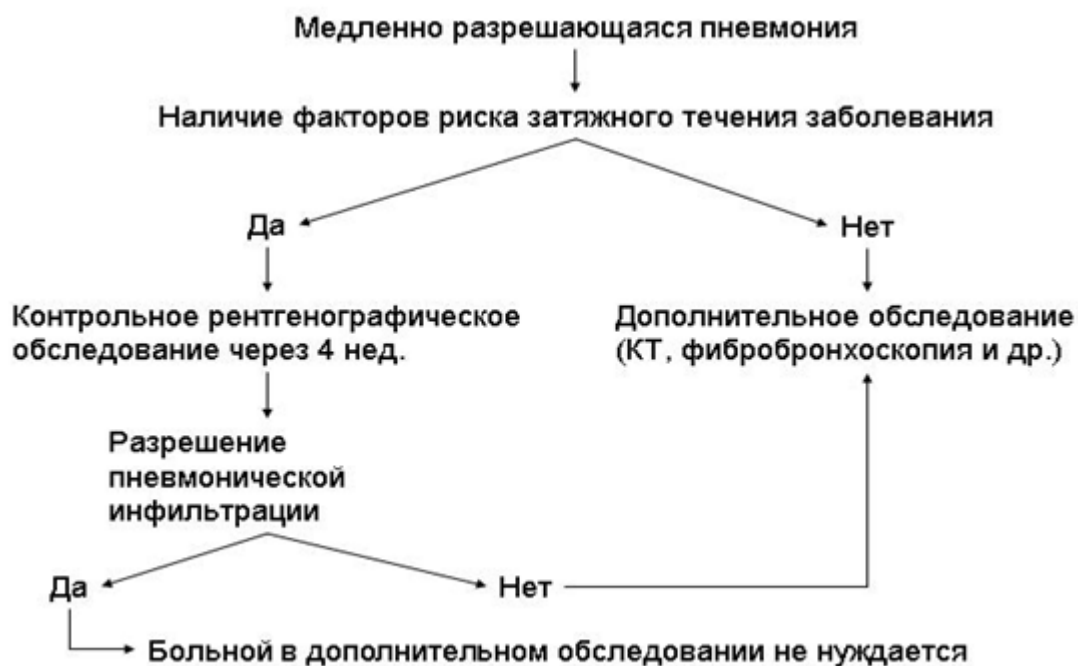 Медленно разрешающаяся пневмония
Наличие факторов риска затяжного течения заболевания
Да
Нет
Контрольное рентгенографическое
обследование через 4 нед.
Дополнительное обследование
(КТ, фибробронхоскопия и др.)
Разрешение
пневмонической
инфильтрации
Да
Нет
Больной в дополнительном обследовании не нуждается